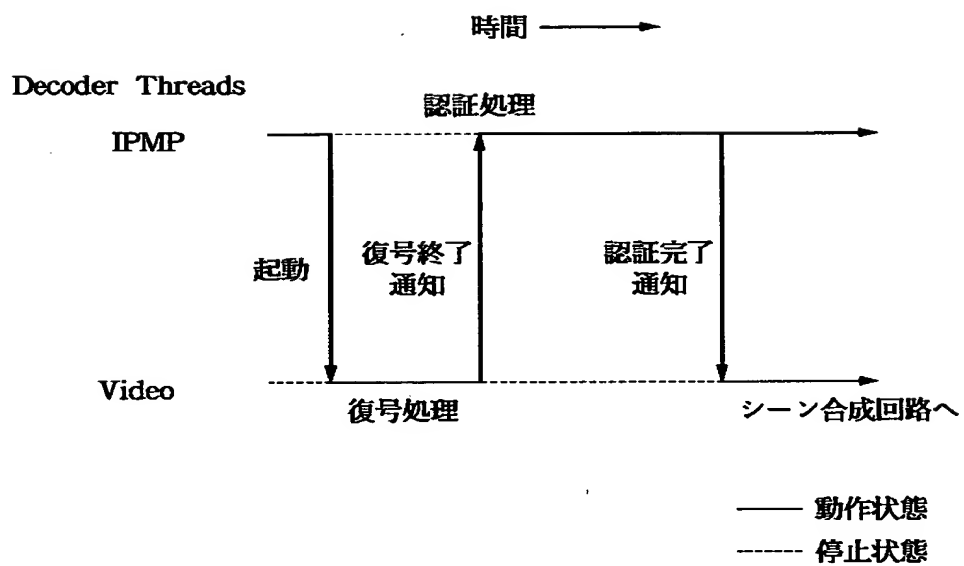 時間
Decoder Threads
認証処理
IPMP
起動
復号終了
通知
認証完了
通知
Video
復号処理
シーン合成回路へ
動作状態
停止状態